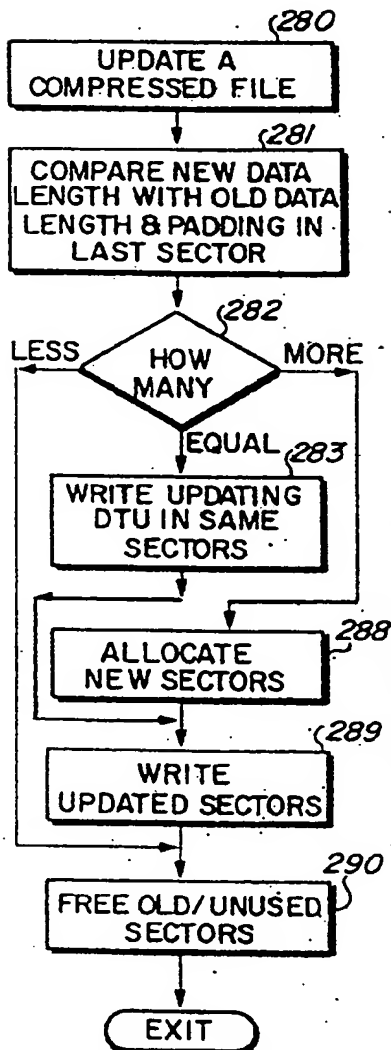 280
UPDATE A
COMPRESSED FILE
281
COMPARE NEW DATA
LENGTH WITH OLD DATA
LENGTH & PADDING IN
LAST SECTOR
282
LESS
HOW
MANY
MORE
EQUAL
283
WRITE UPDATING
DTU IN SAME
SECTORS
ALLOCATE
NEW SECTORS
288
289
WRITE
UPDATED SECTORS
290
FREE OLD/UNUSED
SECTORS
EXIT